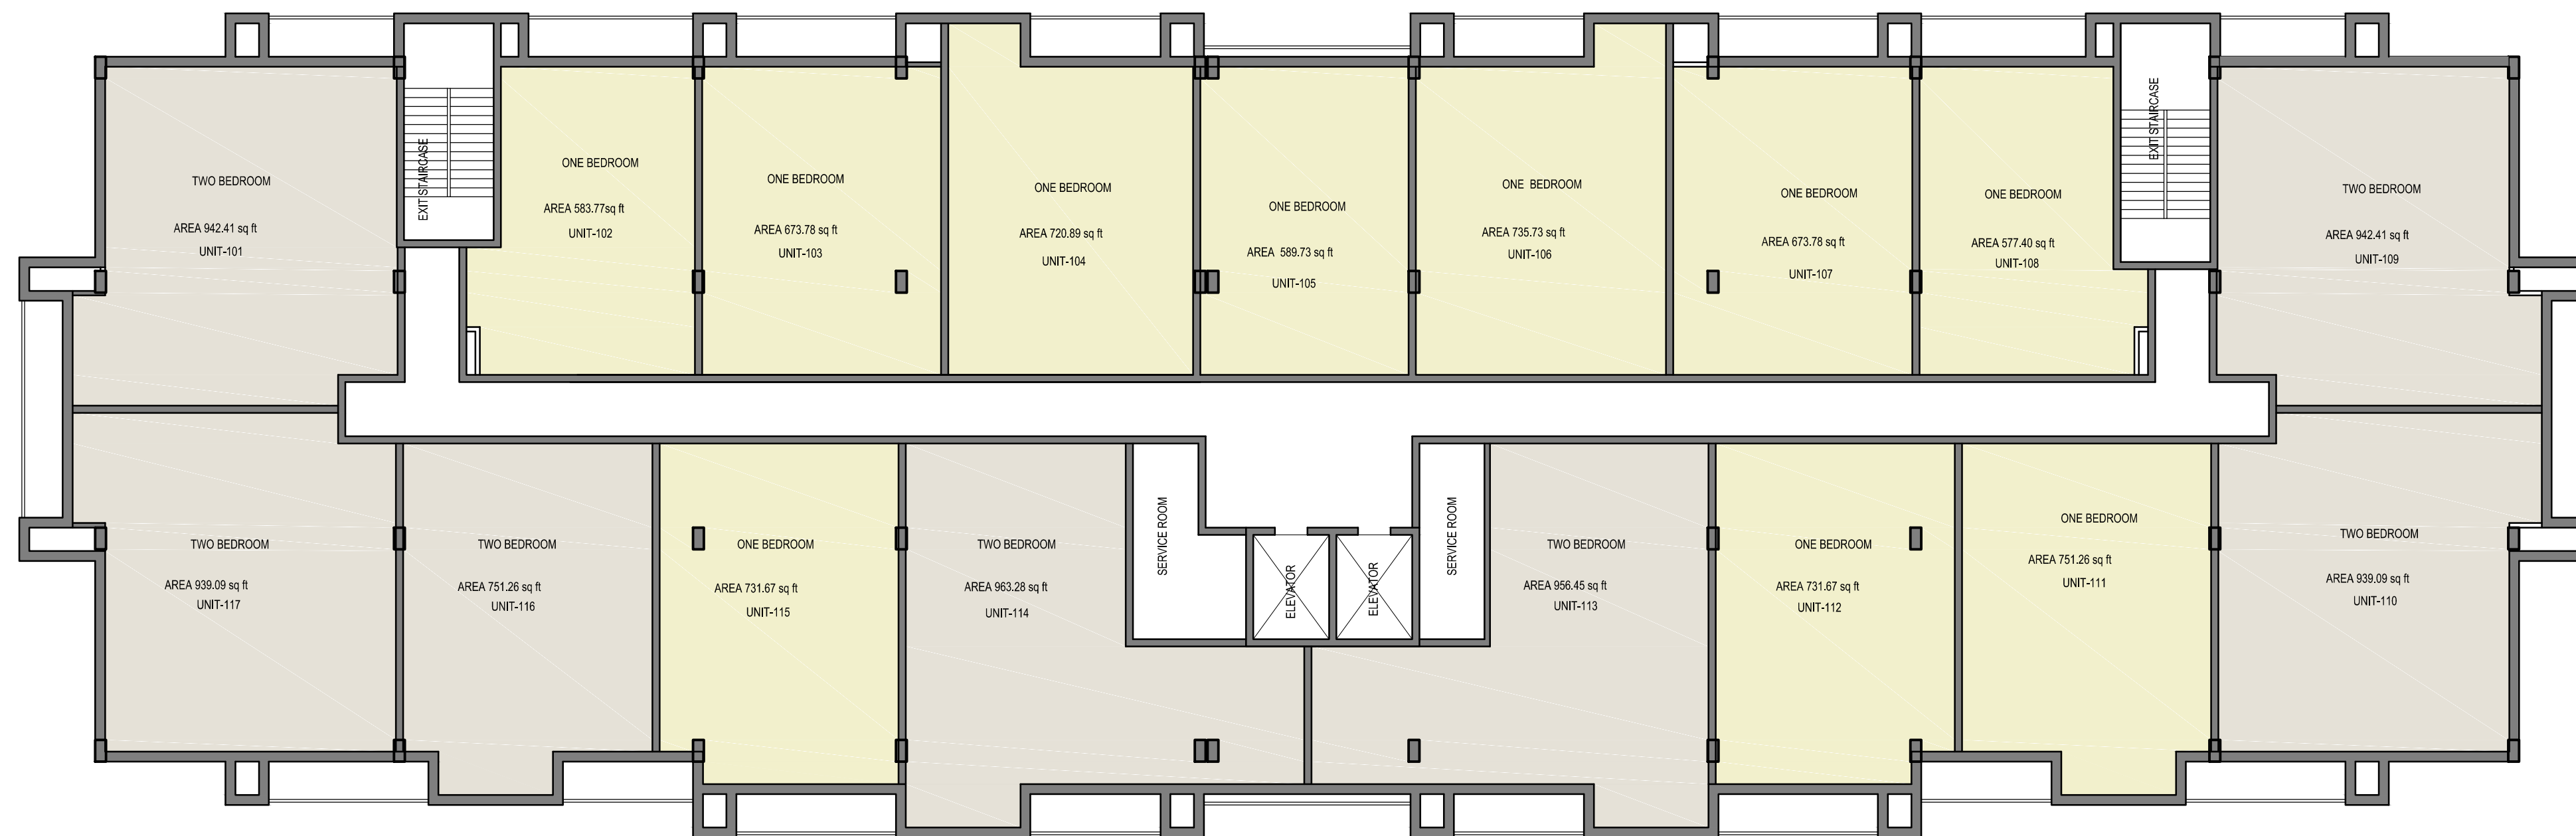 TWO BEDROOM
AREA 942.41 sq ft
UNIT-101
EXIT STAIRCASE
ONE BEDROOM
AREA 583.77sq ft
UNIT-102
ONE BEDROOM
AREA 673.78 sq ft
UNIT-103
ONE BEDROOM
AREA 720.89 sq ft
UNIT-104
ONE BEDROOM
AREA 589.73 sq ft
UNIT-105
ONE BEDROOM
AREA 735.73 sq ft
UNIT-106
ONE BEDROOM
AREA 673.78 sq ft
UNIT-107
ONE BEDROOM
AREA 577.40 sq ft
UNIT-108
EXIT STAIRCASE
TWO BEDROOM
AREA 942.41 sq ft
UNIT-109
TWO BEDROOM
AREA 939.09 sq ft
UNIT-117
TWO BEDROOM
AREA 751.26 sq ft
UNIT-116
ONE BEDROOM
AREA 731.67 sq ft
UNIT-115
TWO BEDROOM
AREA 963.28 sq ft
UNIT-114
SERVICE ROOM
ELEVATOR
ELEVATOR
SERVICE ROOM
TWO BEDROOM
AREA 956.45 sq ft
UNIT-113
ONE BEDROOM
AREA 731.67 sq ft
UNIT-112
ONE BEDROOM
AREA 751.26 sq ft
UNIT-111
TWO BEDROOM
AREA 939.09 sq ft
UNIT-110